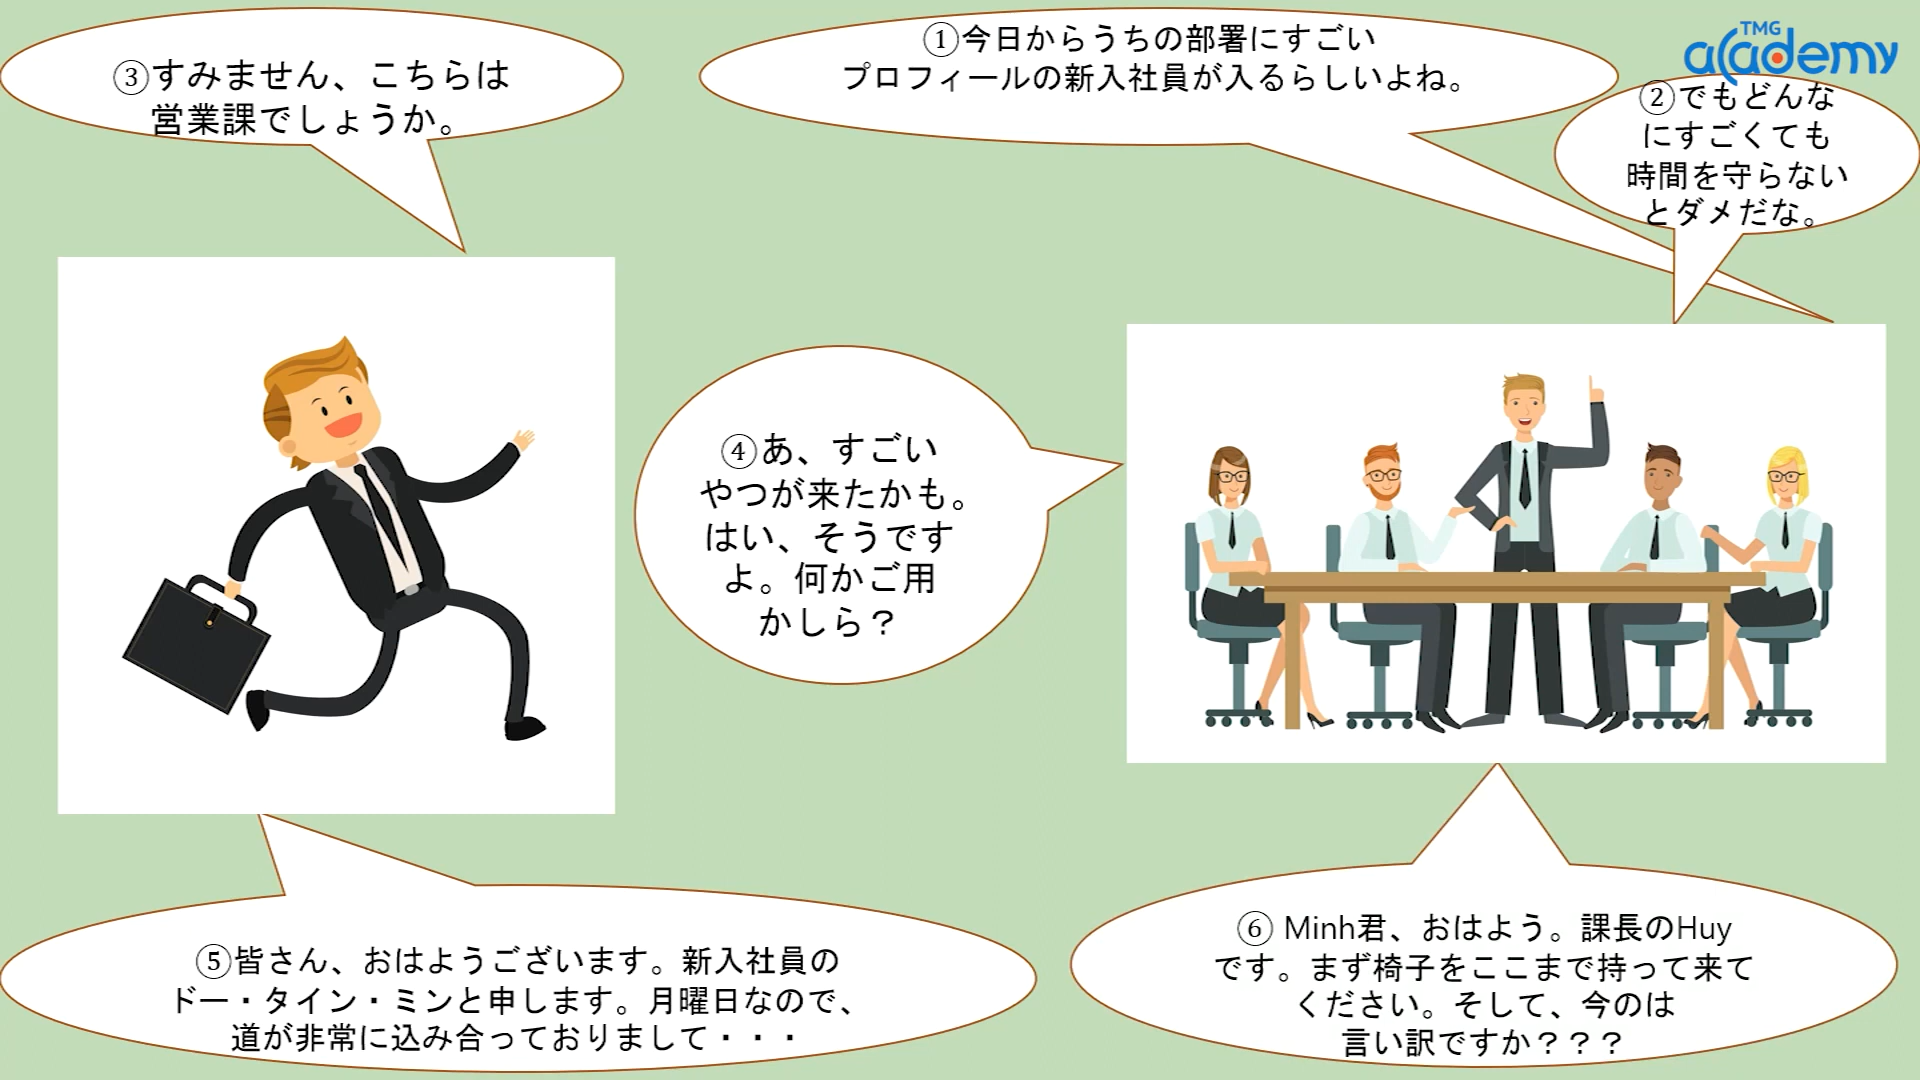 ①今日からうちの部署にすごい
プロフィールの新入社員が入るらしいよね。
TMG
academy
②でもどんな
にすごくても
時間を守らない
とダメだな。
③すみません、こちらは
営業課でしょうか。
④あ、すごい
やつが来たかも。
はい、そうです
よ。何かご用
かしら？
⑤皆さん、おはようございます。新入社員の
ドー・タイン・ミンと申します。月曜日なので、
道が非常に込み合っておりまして・・・
⑥ Minh君、おはよう。課長のHuy
です。まず椅子をここまで持って来て
ください。そして、今のは
言い訳ですか？？？